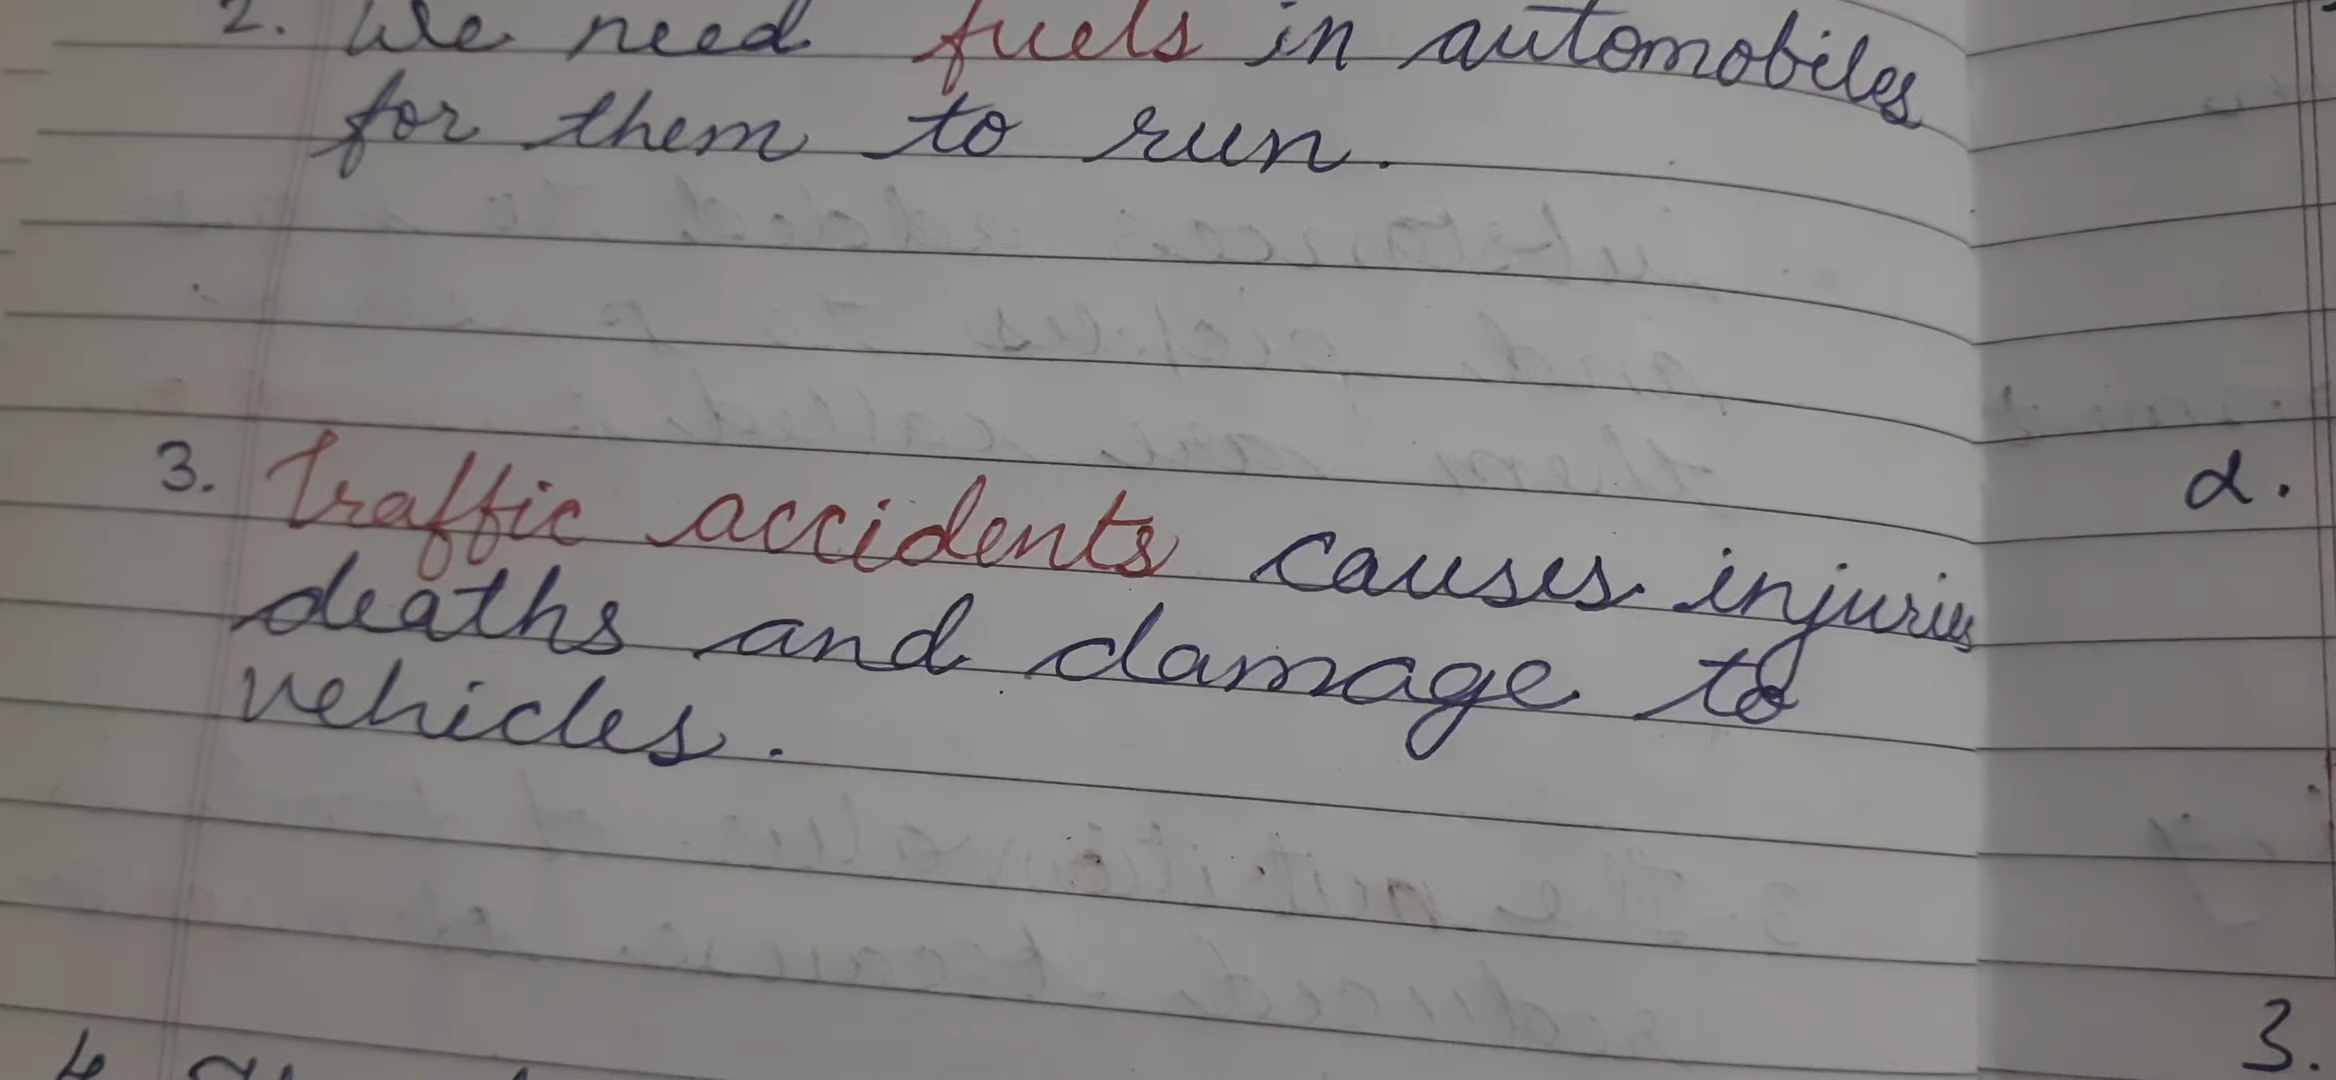 2. We need fuels in automobiles
for them to run.
3. Traffic accidents causes injuries
deaths and damage to
vehicles.
2.
3.